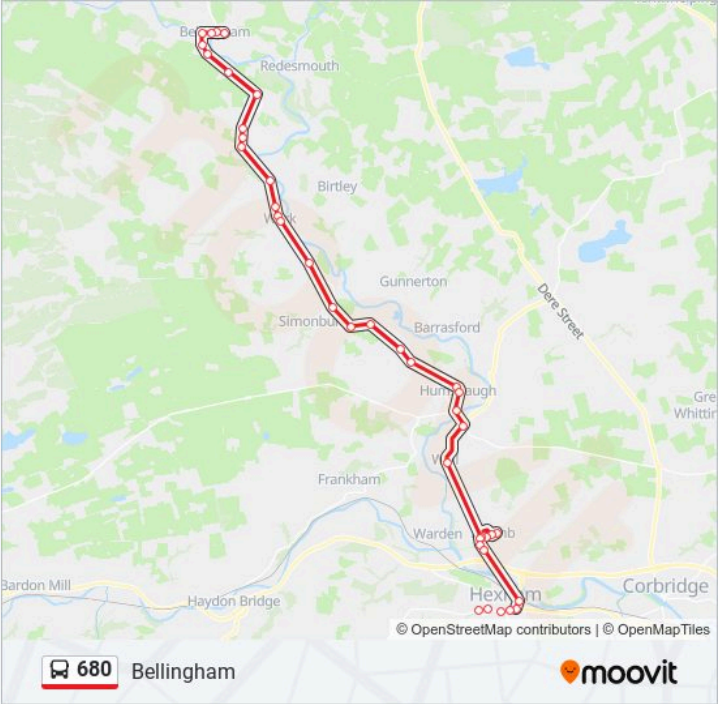 Redesmouth
Birtley
Gunnerton
Dere Street
Barrasford
Frankham
Warden
Hexham
Corbridge
Bardon Mill
Haydon Bridge
© OpenStreetMap contributors | © OpenMapTiles
680 Bellingham
moovit